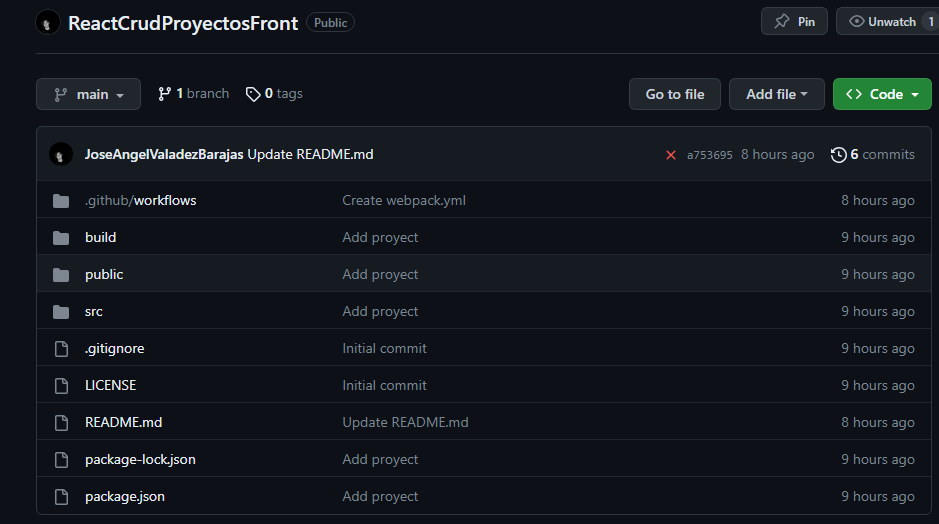 ReactCrudProyectosFront Public Pin Unwatch 1
main 1 branch 0 tags Go to file Add file Code
JoseAngelValadezBarajas Update README.md a753695 8 hours ago 6 commits
.github/workflows Create webpack.yml 8 hours ago
build Add proyect 9 hours ago
public Add proyect 9 hours ago
src Add proyect 9 hours ago
.gitignore Initial commit 9 hours ago
LICENSE Initial commit 9 hours ago
README.md Update README.md 8 hours ago
package-lock.json Add proyect 9 hours ago
package.json Add proyect 9 hours ago